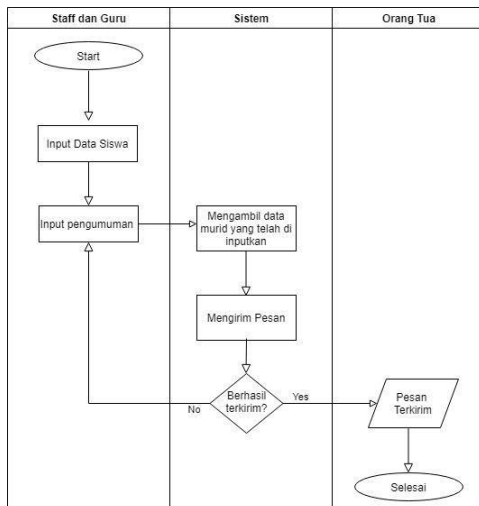 Staff dan Guru
Sistem
Orang Tua
Start
Input Data Siswa
Input pengumuman
Mengambil data
murid yang telah di
inputkan
Mengirim Pesan
Berhasil
terkirim?
No
Yes
Pesan
Terkirim
Selesai